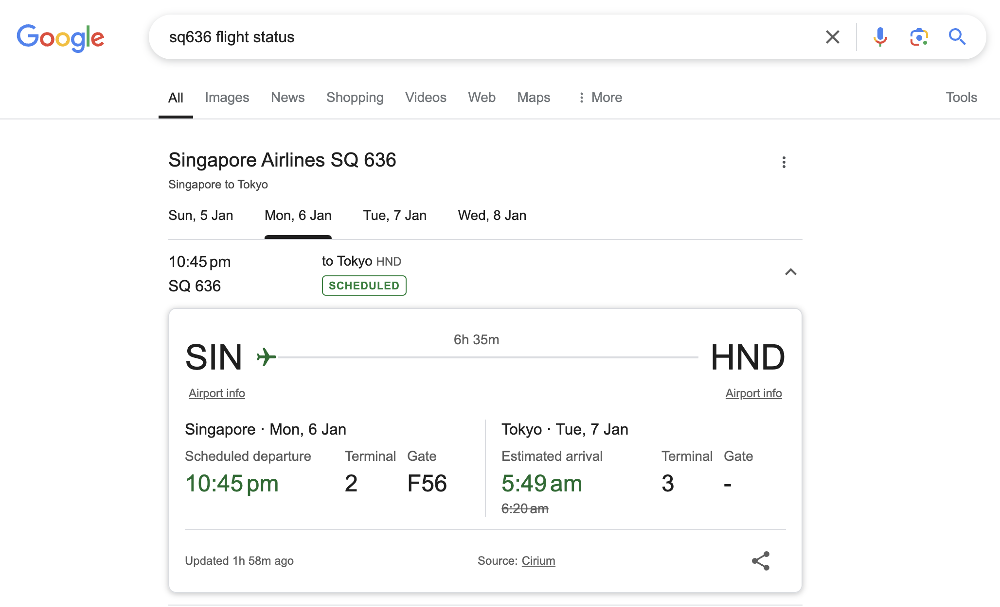 Google
sq636 flight status
All Images News Shopping Videos Web Maps More Tools
Singapore Airlines SQ 636
Singapore to Tokyo
Sun, 5 Jan Mon, 6 Jan Tue, 7 Jan Wed, 8 Jan
10:45 pm to Tokyo HND
SQ 636 SCHEDULED
6h 35m
SIN HND
Airport info Airport info
Singapore · Mon, 6 Jan
Scheduled departure Terminal Gate
10:45 pm 2 F56
Tokyo · Tue, 7 Jan
Estimated arrival Terminal Gate
5:49 am 3 -
6:20 am
Updated 1h 58m ago Source: Cirium